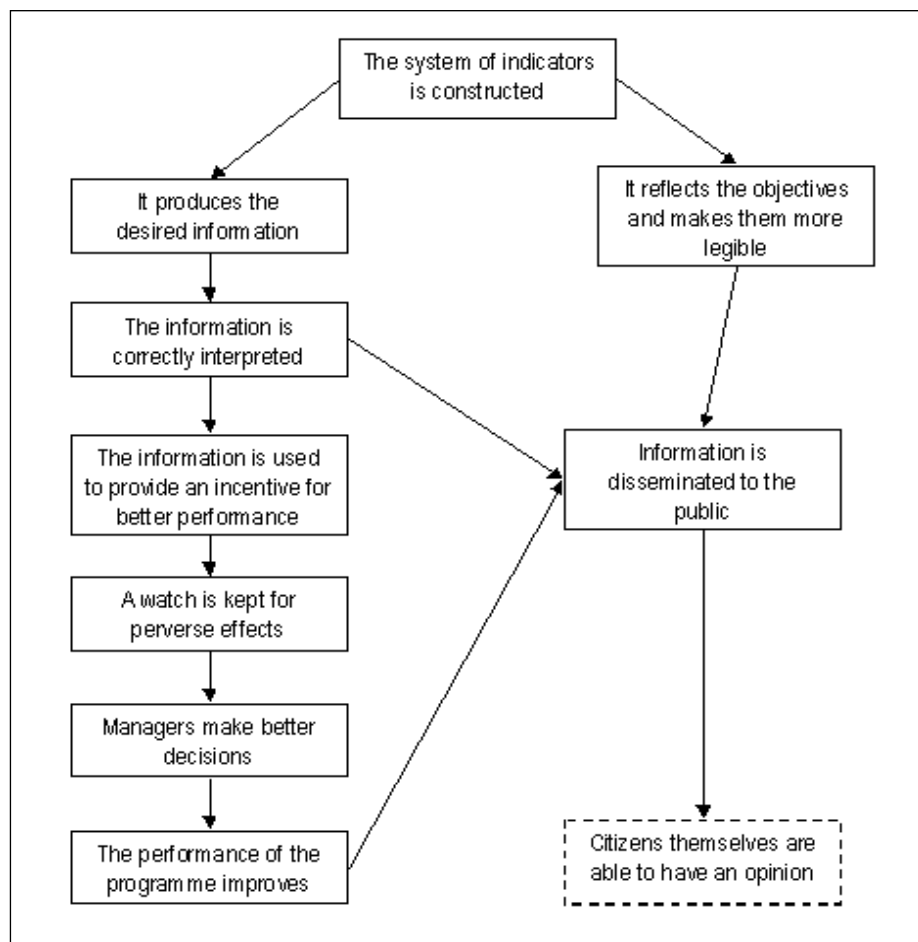 The system of indicators
is constructed
It produces the
desired information
It reflects the objectives
and makes them more
legible
The information is
correctly interpreted
The information is used
to provide an incentive for
better performance
Information is
disseminated to the
public
A watch is kept for
perverse effects
Managers make better
decisions
The performance of the
programme improves
Citizens themselves are
able to have an opinion